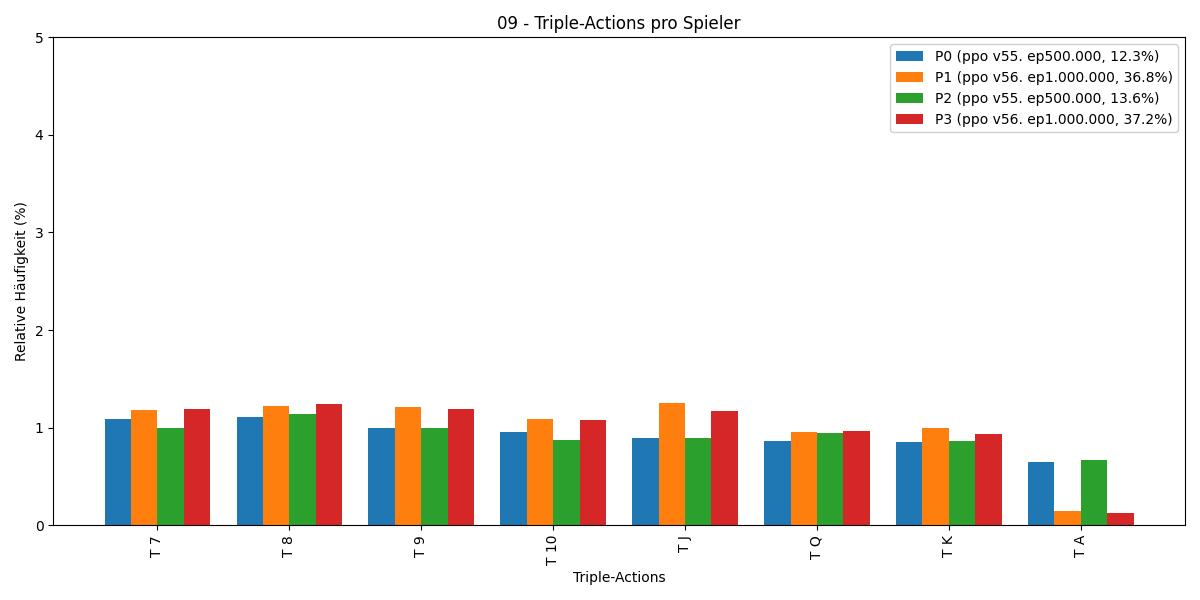 09 - Triple-Actions pro Spieler
P0 (ppo v55. ep500.000, 12.3%)
P1 (ppo v56. ep1.000.000, 36.8%)
P2 (ppo v55. ep500.000, 13.6%)
P3 (ppo v56. ep1.000.000, 37.2%)
Relative Häufigkeit (%)
5
4
3
2
1
0
T 7
T 8
T 9
T 10
T J
T Q
T K
T A
Triple-Actions